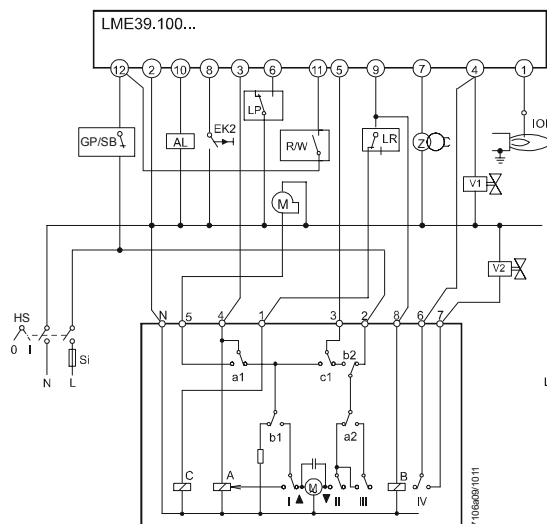 LME39.100...
12 2 10 8 3 6 11 5 9 7 4 1
EK2
LP
GP/SB
AL
R/W
LR
Z
ION
V1
M
V2
HS
0 I
Si
N L
N 5 4 1 3 2 8 6 7
a1 c1 b2
b1 a2
C A I M II III B IV
7106a09/1011
L